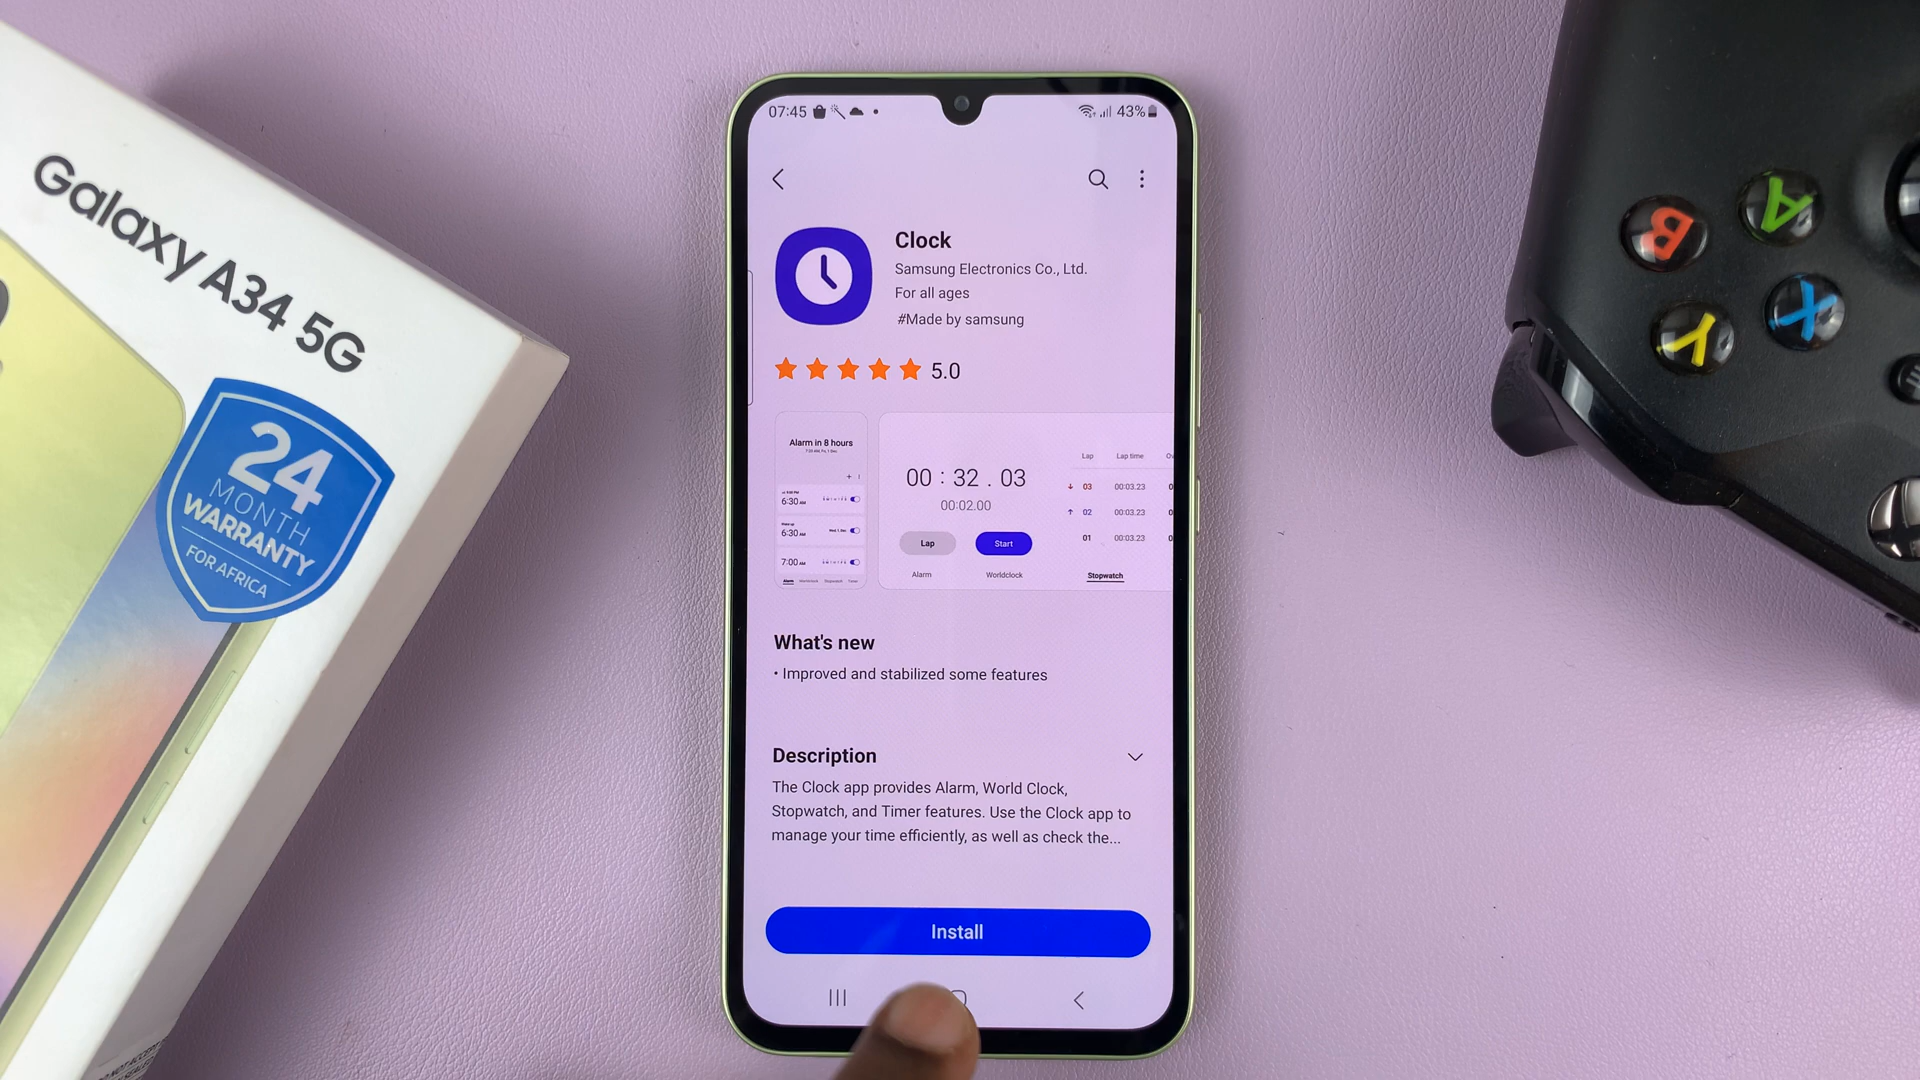 Galaxy A34 5G
24
MONTH
WARRANTY
FOR AFRICA
07:45
43%
Clock
Samsung Electronics Co., Ltd.
For all ages
#Made by samsung
5.0
Alarm in 8 hours
6:30 AM
6:30 AM
7:00 AM
00 : 32 . 03
00:02.00
Lap
Start
Alarm
Worldclock
Stopwatch
Lap
Lap time
03
00:03.23
02
00:03.23
01
00:03.23
What's new
• Improved and stabilized some features
Description
The Clock app provides Alarm, World Clock,
Stopwatch, and Timer features. Use the Clock app to
manage your time efficiently, as well as check the...
Install
B
A
Y
X